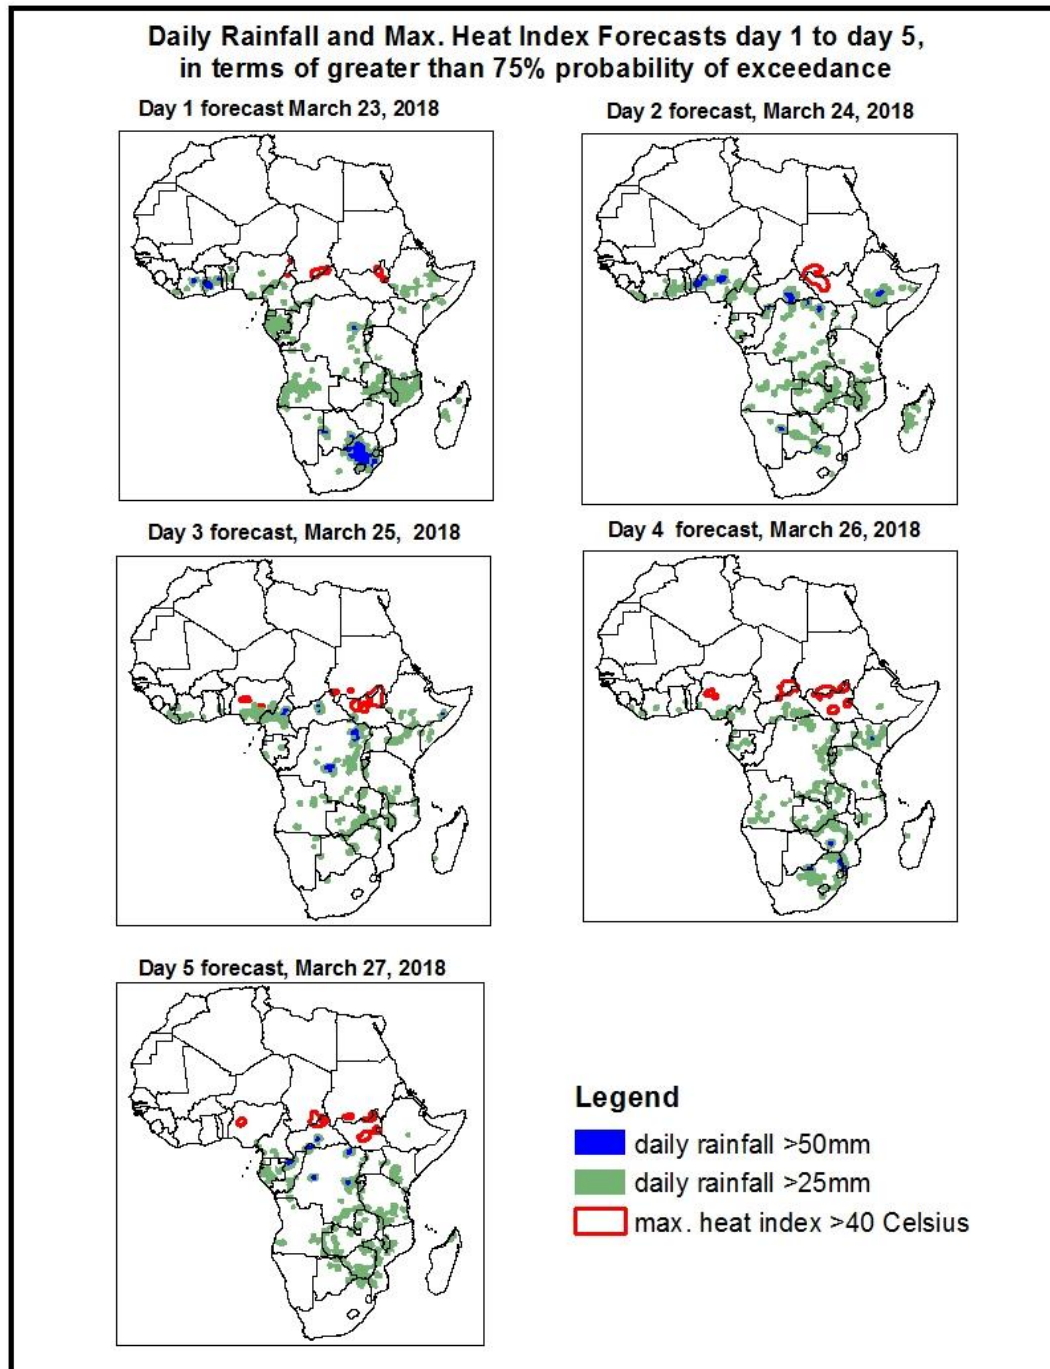 Daily Rainfall and Max. Heat Index Forecasts day 1 to day 5,
in terms of greater than 75% probability of exceedance
Day 1 forecast March 23, 2018
Day 2 forecast, March 24, 2018
Day 3 forecast, March 25, 2018
Day 4 forecast, March 26, 2018
Day 5 forecast, March 27, 2018
Legend
daily rainfall >50mm
daily rainfall >25mm
max. heat index >40 Celsius